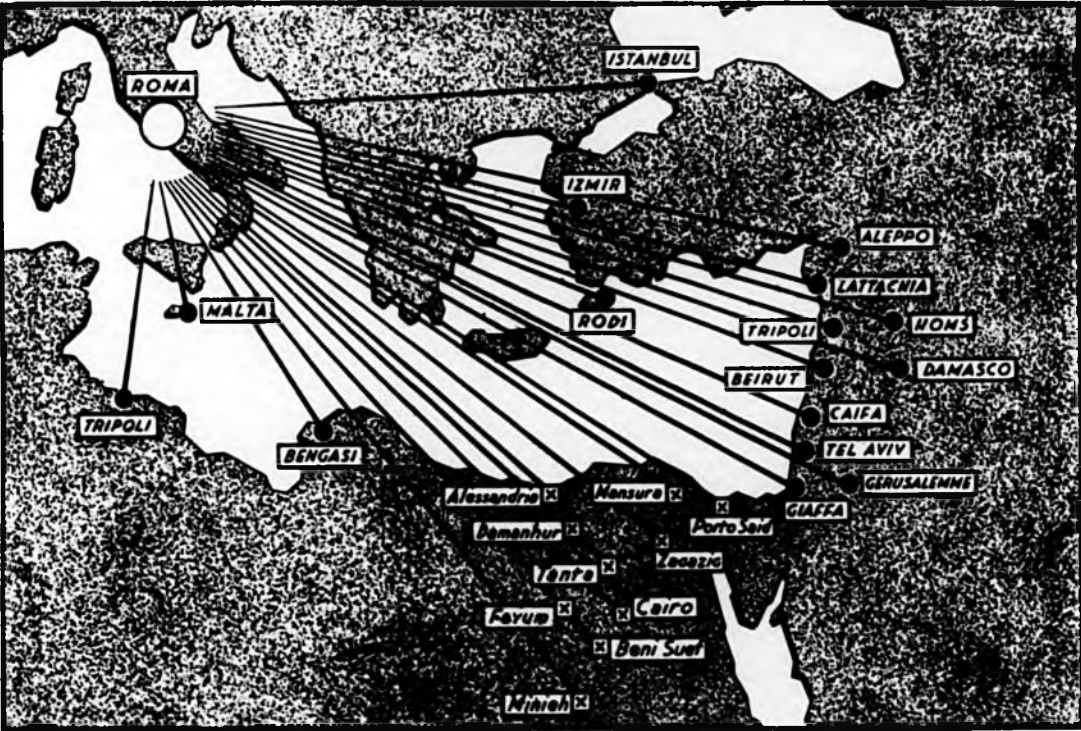 ISTANBUL
ROMA
IZMIR
ALEPPO
LATTACHIA
MALTA
RODI
TRIPOLI
HOMS
BEIRUT
DAMASCO
TRIPOLI
CAIFA
BENGASI
TEL AVIV
GERUSALEMME
Alessandria
Mansura
GIAFFA
Porto Said
Damanhur
Zagazig
Tanta
Fayum
Cairo
Beni Suef
Miniah